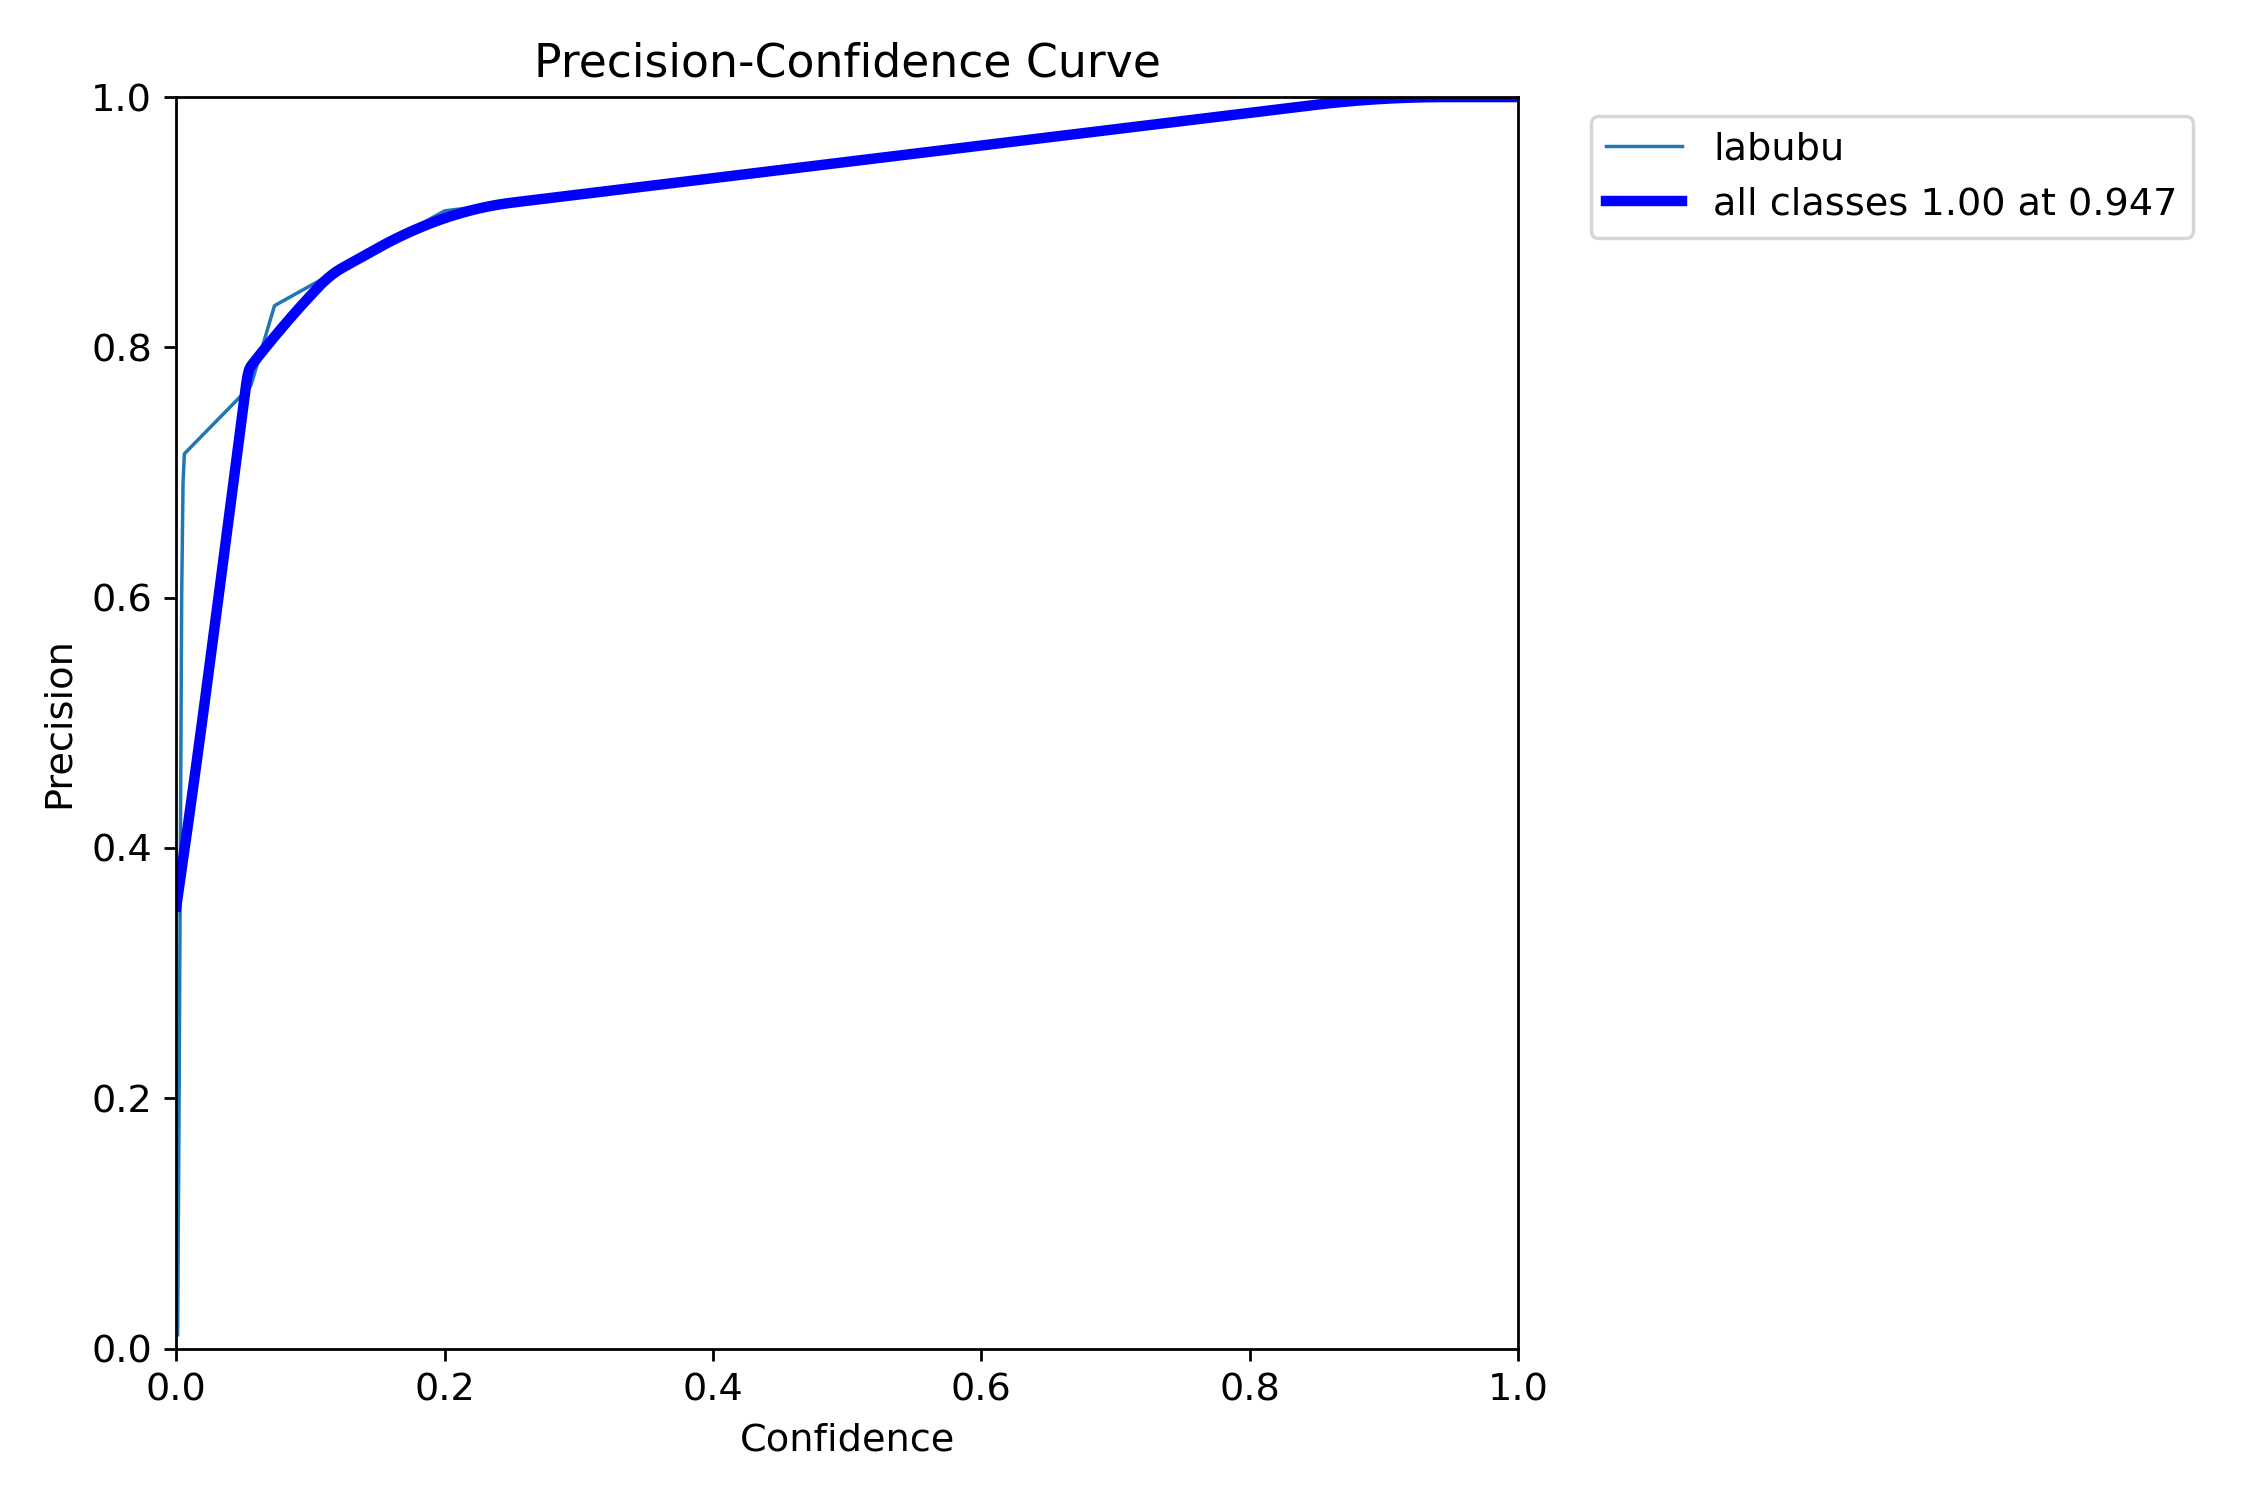 Precision-Confidence Curve
labubu
all classes 1.00 at 0.947
1.0
0.8
0.6
0.4
0.2
0.0
Precision
0.0 0.2 0.4 0.6 0.8 1.0
Confidence